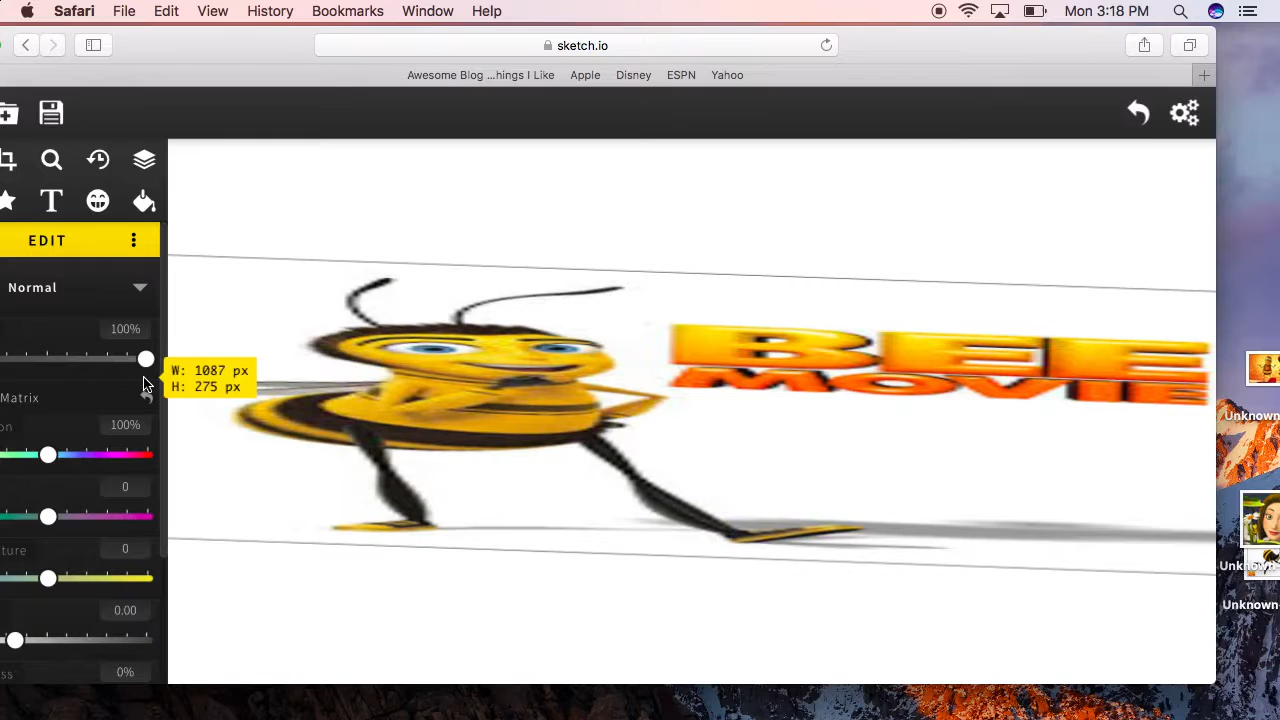 Safari File Edit View History Bookmarks Window Help Mon 3:18 PM
sketch.io
Awesome Blog ...hings I Like Apple Disney ESPN Yahoo
T
EDIT
Normal
100%
W: 1087 px
H: 275 px
Matrix
on 100%
0
ture 0
0.00
ss 0%
BEE
MOVIE
Unknown
Unknown
Unknown-